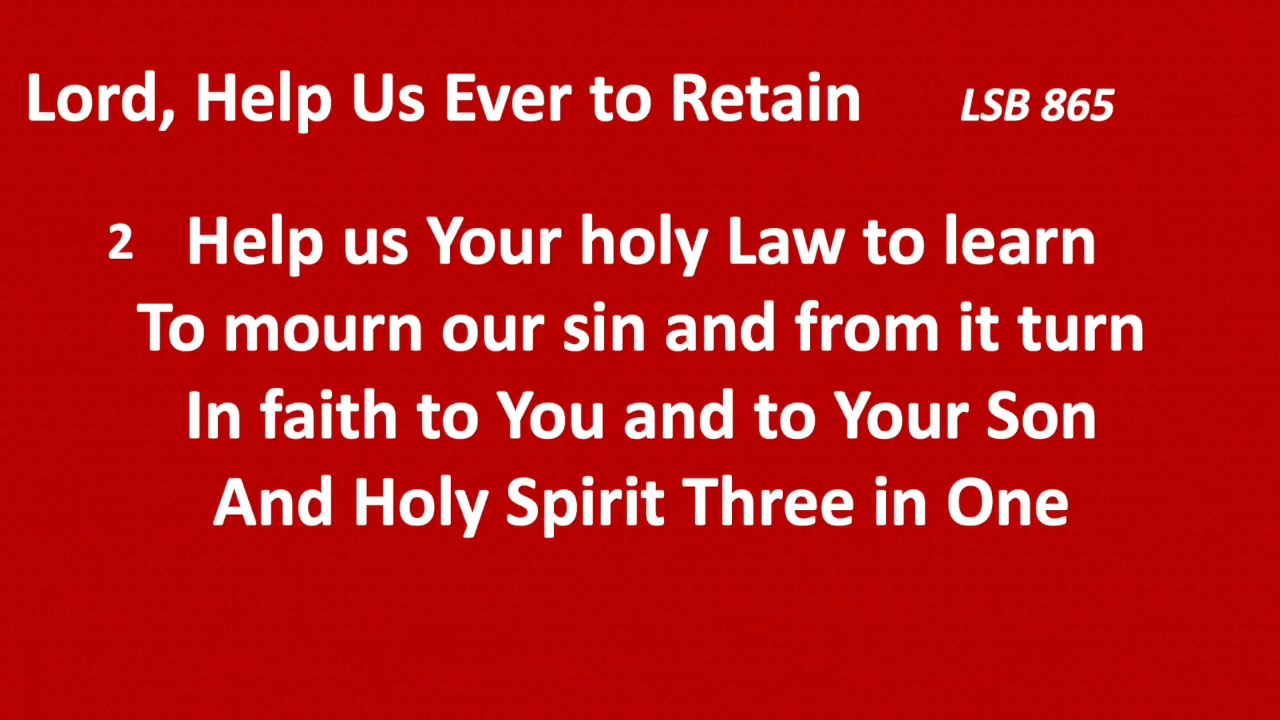 Lord, Help Us Ever to Retain LSB 865
2 Help us Your holy Law to learn
To mourn our sin and from it turn
In faith to You and to Your Son
And Holy Spirit Three in One